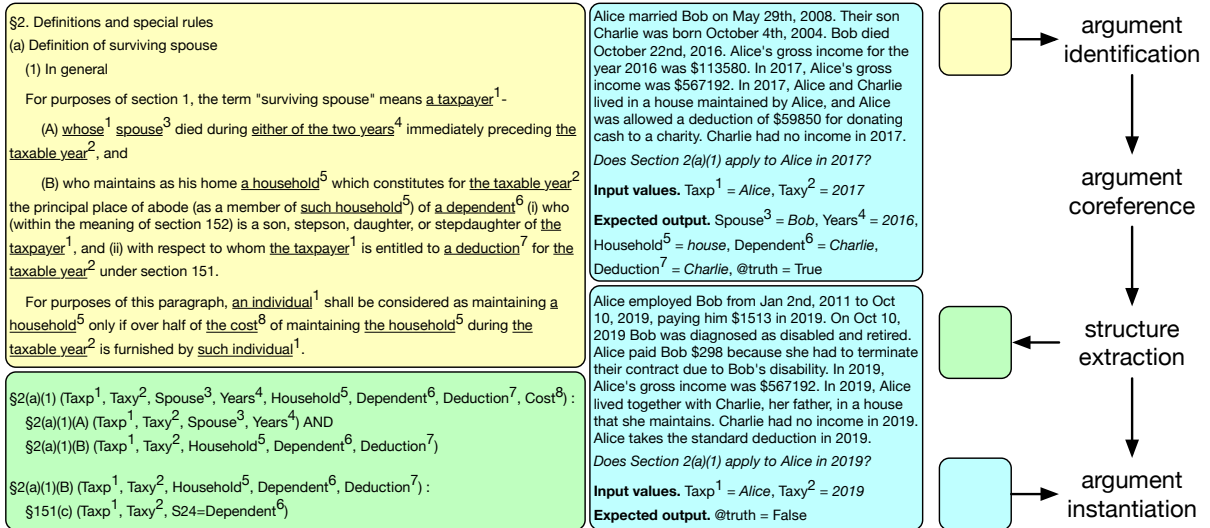 §2. Definitions and special rules
(a) Definition of surviving spouse
(1) In general
For purposes of section 1, the term "surviving spouse" means a taxpayer1-
(A) whose1 spouse3 died during either of the two years4 immediately preceding the
taxable year2, and
(B) who maintains as his home a household5 which constitutes for the taxable year2
the principal place of abode (as a member of such household5) of a dependent6 (i) who
(within the meaning of section 152) is a son, stepson, daughter, or stepdaughter of the
taxpayer1, and (ii) with respect to whom the taxpayer1 is entitled to a deduction7 for the
taxable year2 under section 151.
For purposes of this paragraph, an individual1 shall be considered as maintaining a
household5 only if over half of the cost8 of maintaining the household5 during the
taxable year2 is furnished by such individual1.
§2(a)(1) (Taxp1, Taxy2, Spouse3, Years4, Household5, Dependent6, Deduction7, Cost8) :
§2(a)(1)(A) (Taxp1, Taxy2, Spouse3, Years4) AND
§2(a)(1)(B) (Taxp1, Taxy2, Household5, Dependent6, Deduction7)
§2(a)(1)(B) (Taxp1, Taxy2, Household5, Dependent6, Deduction7) :
§151(c) (Taxp1, Taxy2, S24=Dependent6)
Alice married Bob on May 29th, 2008. Their son
Charlie was born October 4th, 2004. Bob died
October 22nd, 2016. Alice's gross income for the
year 2016 was $113580. In 2017, Alice's gross
income was $567192. In 2017, Alice and Charlie
lived in a house maintained by Alice, and Alice
was allowed a deduction of $59850 for donating
cash to a charity. Charlie had no income in 2017.
Does Section 2(a)(1) apply to Alice in 2017?
Input values. Taxp1 = Alice, Taxy2 = 2017
Expected output. Spouse3 = Bob, Years4 = 2016,
Household5 = house, Dependent6 = Charlie,
Deduction7 = Charlie, @truth = True
Alice employed Bob from Jan 2nd, 2011 to Oct
10, 2019, paying him $1513 in 2019. On Oct 10,
2019 Bob was diagnosed as disabled and retired.
Alice paid Bob $298 because she had to terminate
their contract due to Bob's disability. In 2019,
Alice's gross income was $567192. In 2019, Alice
lived together with Charlie, her father, in a house
that she maintains. Charlie had no income in 2019.
Alice takes the standard deduction in 2019.
Does Section 2(a)(1) apply to Alice in 2019?
Input values. Taxp1 = Alice, Taxy2 = 2019
Expected output. @truth = False
argument
identification
argument
coreference
structure
extraction
argument
instantiation